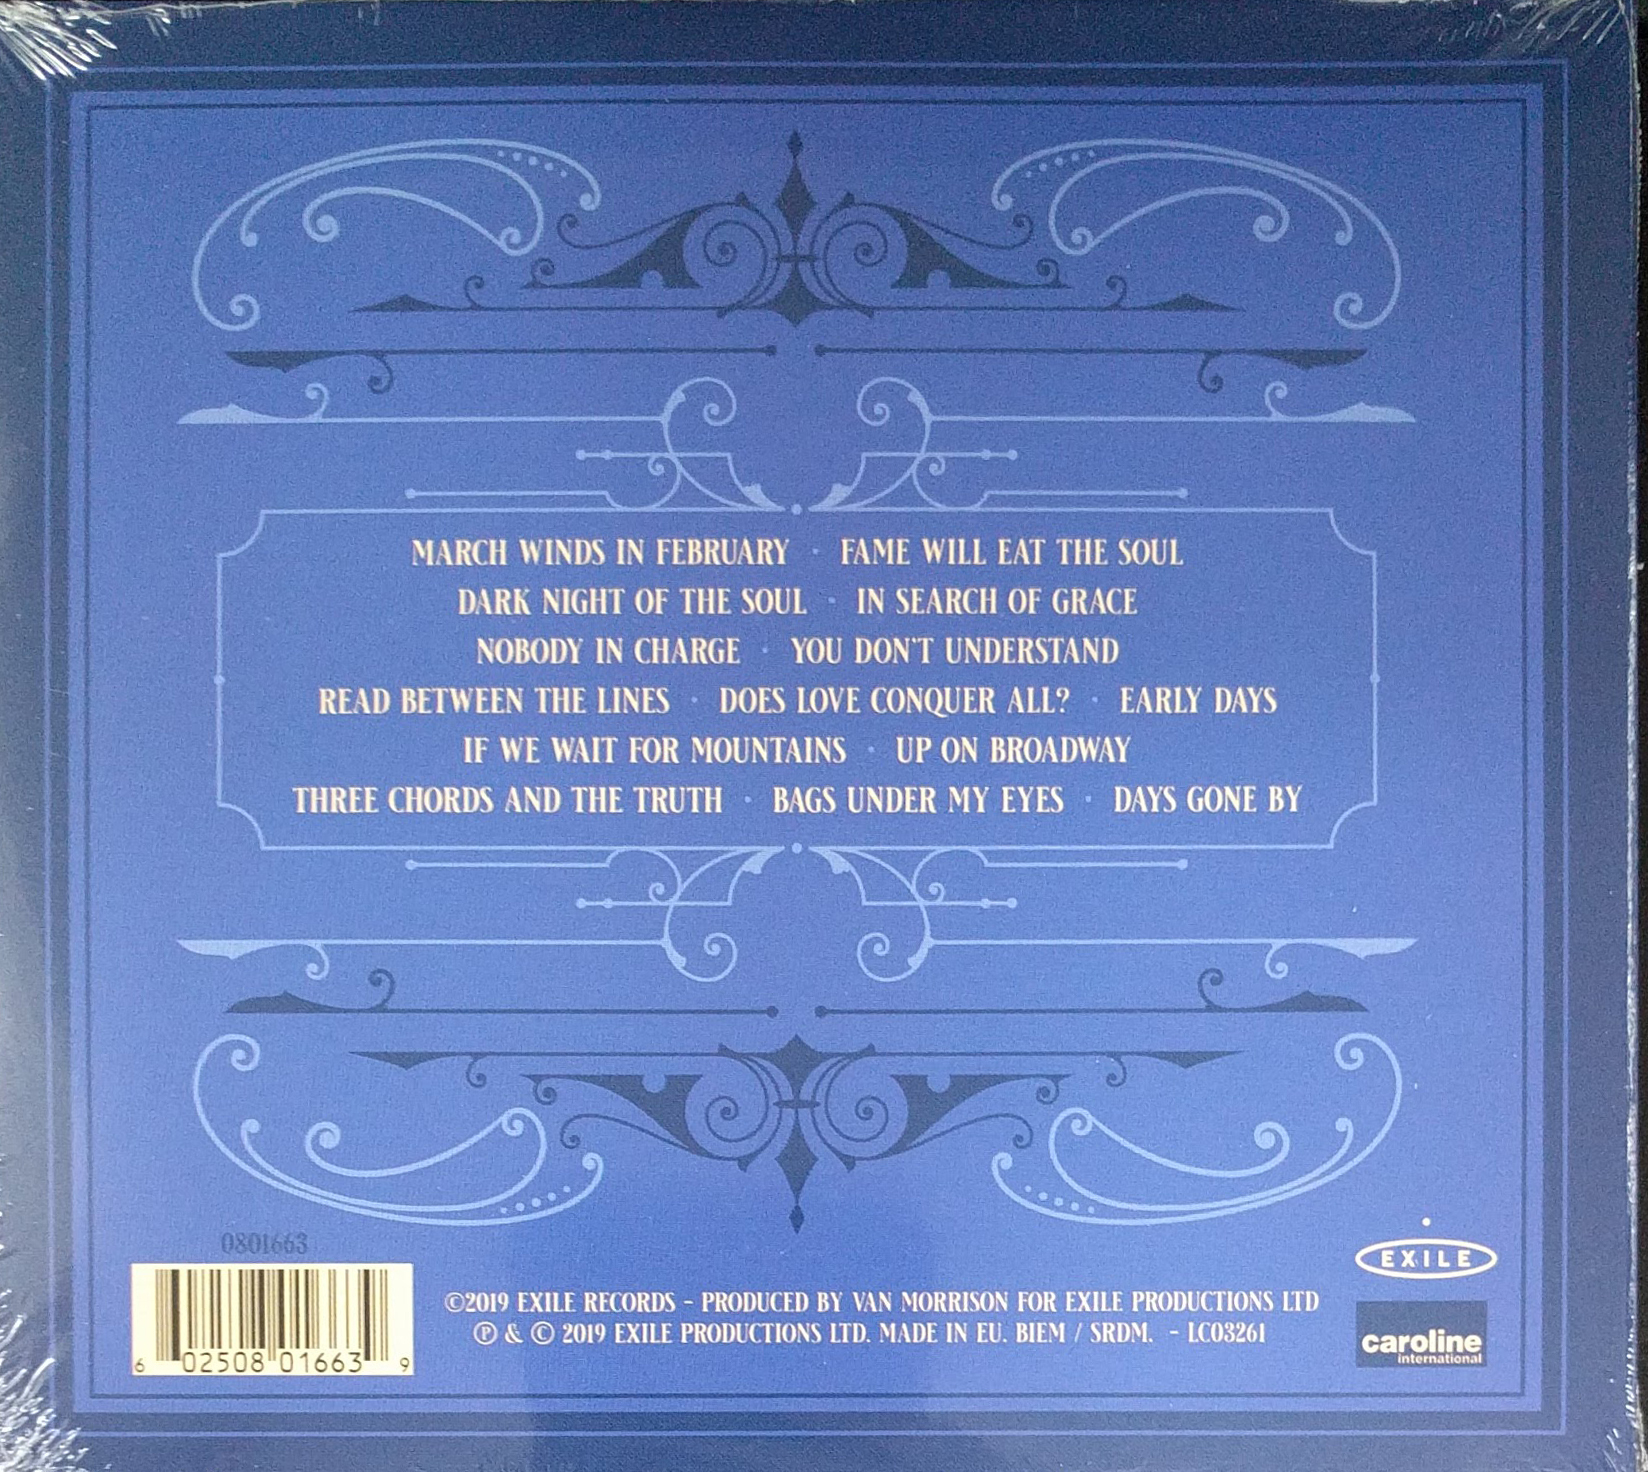 MARCH WINDS IN FEBRUARY · FAME WILL EAT THE SOUL
DARK NIGHT OF THE SOUL · IN SEARCH OF GRACE
NOBODY IN CHARGE · YOU DON'T UNDERSTAND
READ BETWEEN THE LINES · DOES LOVE CONQUER ALL? · EARLY DAYS
IF WE WAIT FOR MOUNTAINS · UP ON BROADWAY
THREE CHORDS AND THE TRUTH · BAGS UNDER MY EYES · DAYS GONE BY
0801663
6 02508 01663 9
©2019 EXILE RECORDS – PRODUCED BY VAN MORRISON FOR EXILE PRODUCTIONS LTD
℗ & © 2019 EXILE PRODUCTIONS LTD. MADE IN EU. BIEM / SRDM. – LC03261
EXILE
caroline
international